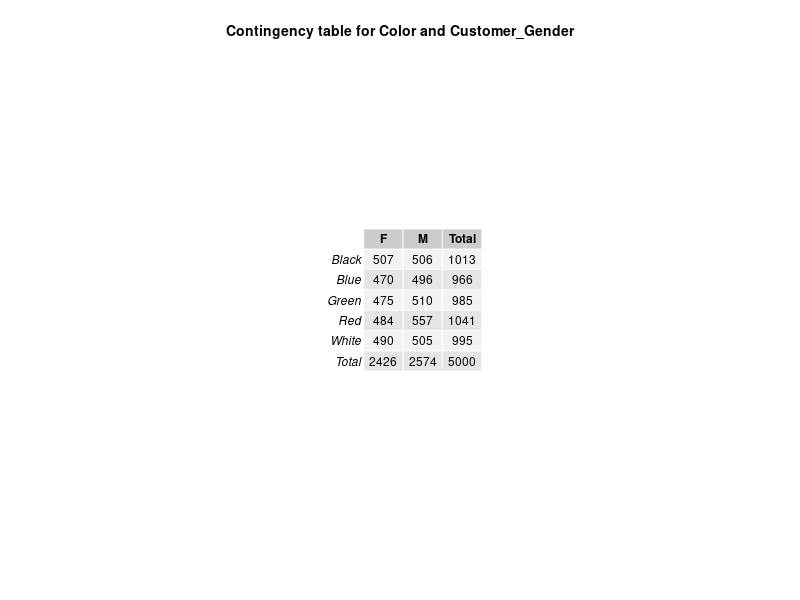 Contingency table for Color and Customer_Gender
F M Total
Black 507 506 1013
Blue 470 496 966
Green 475 510 985
Red 484 557 1041
White 490 505 995
Total 2426 2574 5000